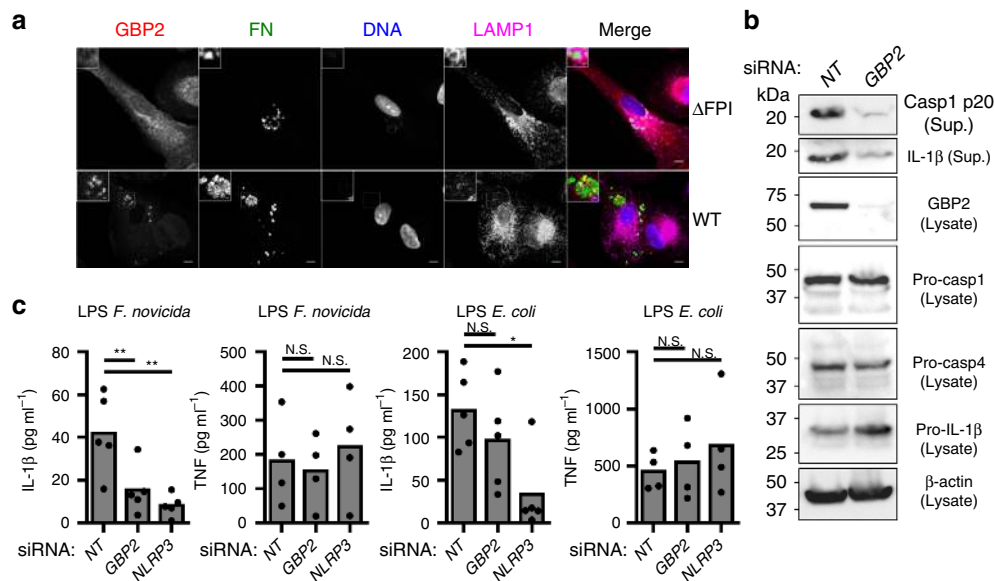 a
GBP2 FN DNA LAMP1 Merge
ΔFPI
WT
b
siRNA: NT GBP2
kDa
20
Casp1 p20
(Sup.)
20
IL-1β (Sup.)
75
50
GBP2
(Lysate)
50
37
Pro-casp1
(Lysate)
50
37
Pro-casp4
(Lysate)
37
25
Pro-IL-1β
(Lysate)
50
37
β-actin
(Lysate)
c
LPS F. novicida
IL-1β (pg ml⁻¹)
80
60
40
20
0
**
**
siRNA: NT GBP2 NLRP3
LPS F. novicida
TNF (pg ml⁻¹)
500
400
300
200
100
0
N.S.
N.S.
siRNA: NT GBP2 NLRP3
LPS E. coli
IL-1β (pg ml⁻¹)
200
150
100
50
0
N.S.
*
siRNA: NT GBP2 NLRP3
LPS E. coli
TNF (pg ml⁻¹)
1500
1000
500
0
N.S.
N.S.
siRNA: NT GBP2 NLRP3